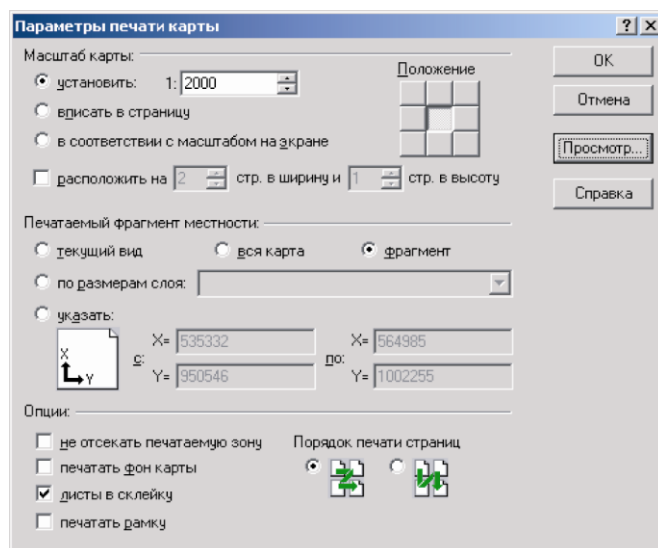 Параметры печати карты
Масштаб карты:
установить: 1: 2000
вписать в страницу
в соответствии с масштабом на экране
расположить на 2 стр. в ширину и 1 стр. в высоту
Положение
OK
Отмена
Просмотр...
Справка
Печатаемый фрагмент местности:
текущий вид
вся карта
фрагмент
по размерам слоя:
указать:
X
Y
с:
X= 535332
Y= 950546
по:
X= 564985
Y= 1002255
Опции:
не отсекать печатаемую зону
печатать фон карты
листы в склейку
печатать рамку
Порядок печати страниц